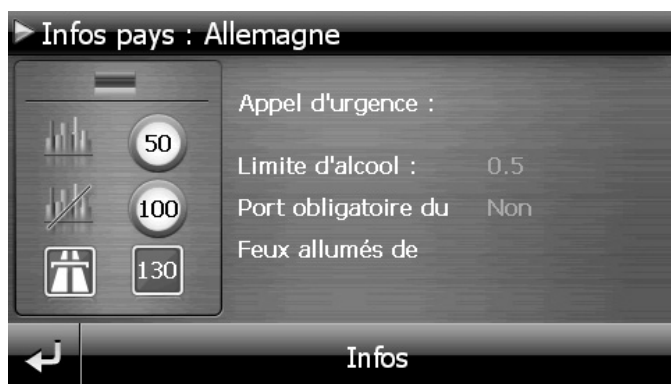 Infos pays : Allemagne
50
100
130
Appel d'urgence :
Limite d'alcool : 0.5
Port obligatoire du Non
Feux allumés de
Infos